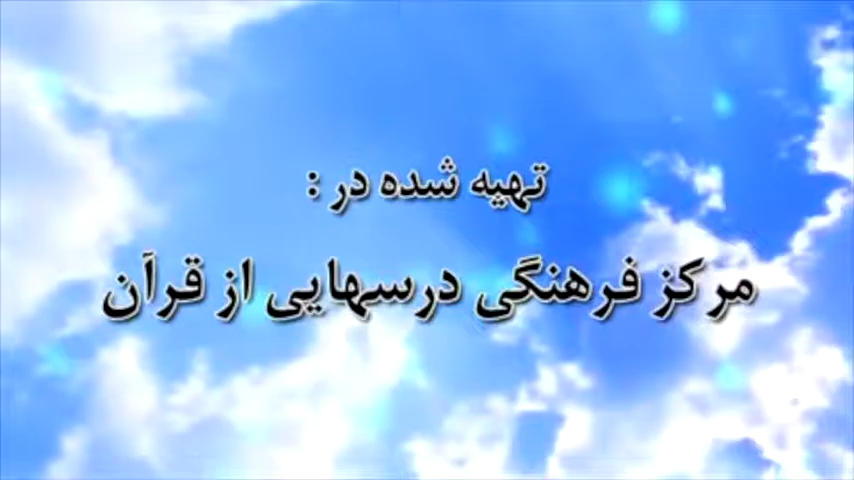 تهیه شده در :
مرکز فرهنگی درسهایی از قرآن